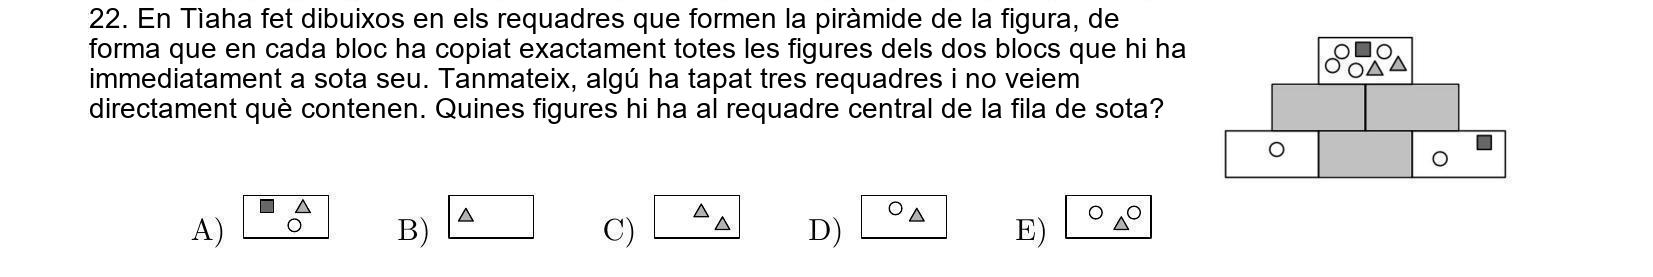 22. En Tiaha fet dibuixos en els requadres que formen la piràmide de la figura, de
forma que en cada bloc ha copiat exactament totes les figures dels dos blocs que hi ha
immediatament a sota seu. Tanmateix, algú ha tapat tres requadres i no veiem
directament què contenen. Quines figures hi ha al requadre central de la fila de sota?
A) B) C) D) E)